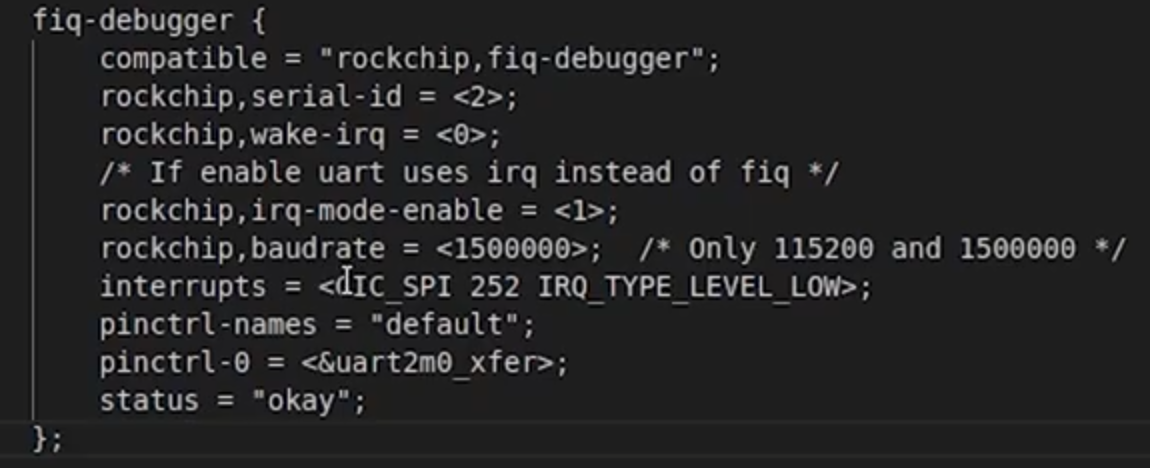 fiq-debugger {
compatible = "rockchip,fiq-debugger";
rockchip,serial-id = <2>;
rockchip,wake-irq = <0>;
/* If enable uart uses irq instead of fiq */
rockchip,irq-mode-enable = <1>;
rockchip,baudrate = <1500000>;  /* Only 115200 and 1500000 */
interrupts = <GIC_SPI 252 IRQ_TYPE_LEVEL_LOW>;
pinctrl-names = "default";
pinctrl-0 = <&uart2m0_xfer>;
status = "okay";
};